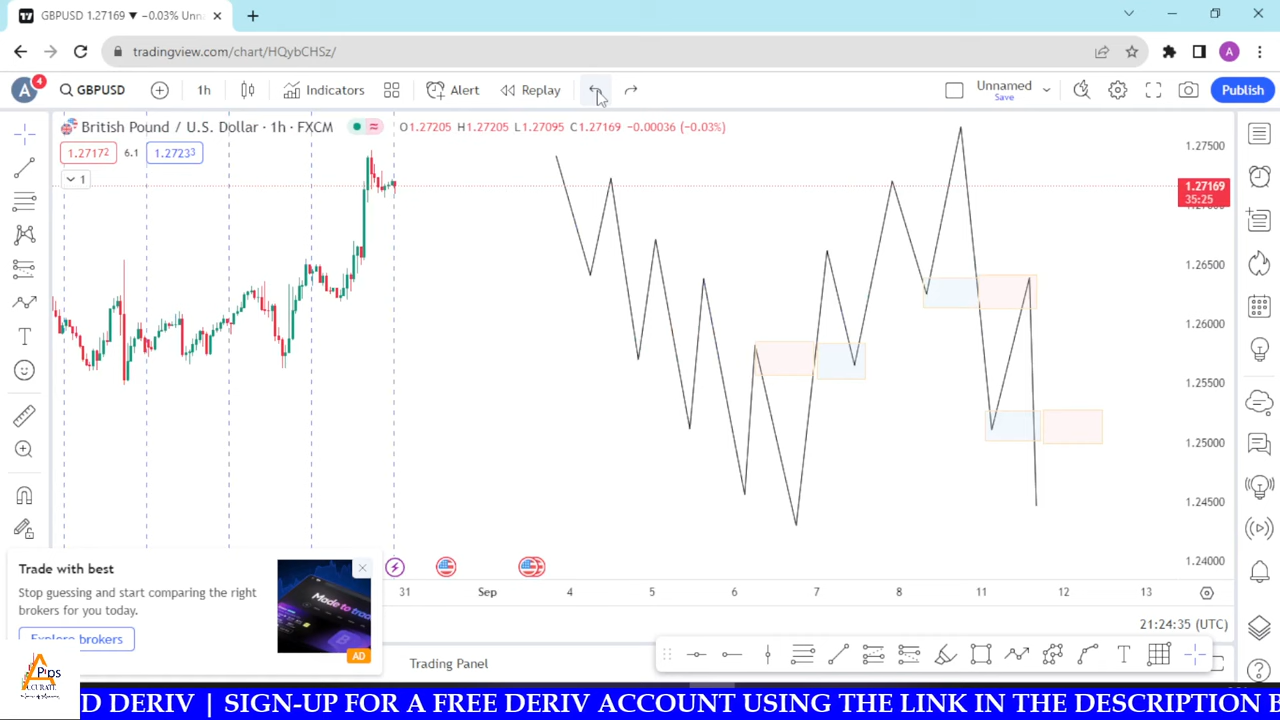 GBPUSD 1.27169 ▼ −0.03% Unna
tradingview.com/chart/HQybCHSz/
A
A
4
GBPUSD
1h
Indicators
Alert
Replay
Unnamed
Save
Publish
British Pound / U.S. Dollar · 1h · FXCM
O1.27205 H1.27205 L1.27095 C1.27169 −0.00036 (−0.03%)
1.27172
6.1
1.27233
1
1.27500
1.27169
35:25
1.26500
1.26000
1.25500
1.25000
1.24500
1.24000
31
Sep
4
5
6
7
8
11
12
13
21:24:35 (UTC)
Trade with best
Stop guessing and start comparing the right
brokers for you today.
Explore brokers
AD
Trading Panel
A Pips
ACCURATE
D DERIV | SIGN-UP FOR A FREE DERIV ACCOUNT USING THE LINK IN THE DESCRIPTION B